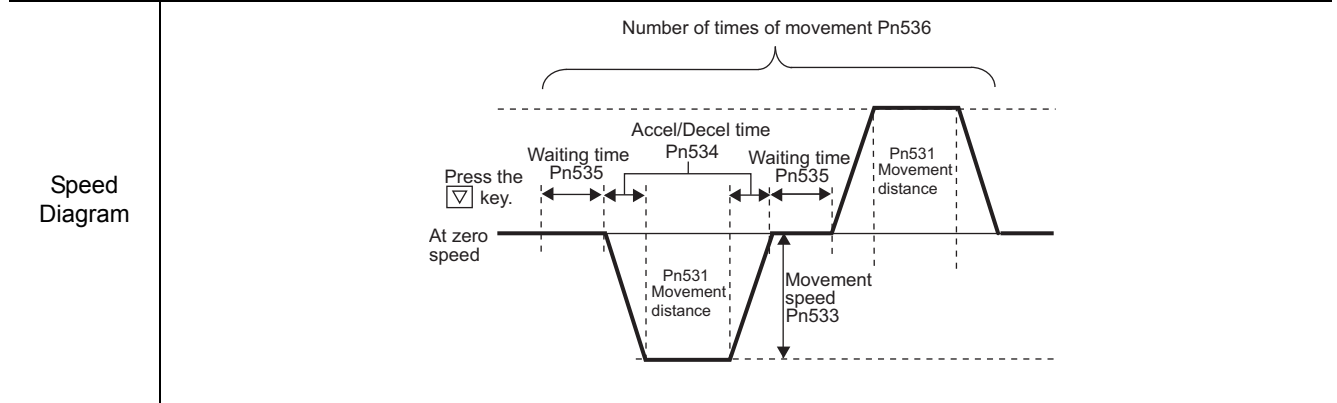 Number of times of movement Pn536
Accel/Decel time
Pn534
Waiting time
Pn535
Waiting time
Pn535
Press the
▽ key.
Pn531
Movement
distance
Speed
Diagram
At zero
speed
Pn531
Movement
distance
Movement
speed
Pn533